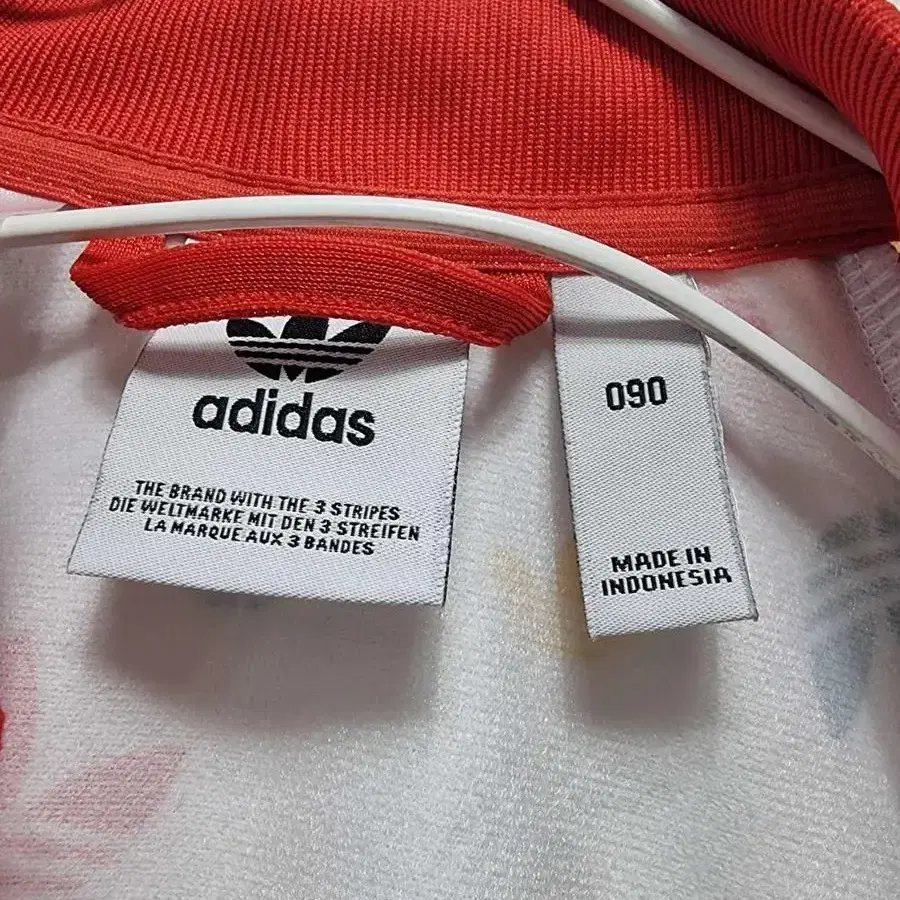 adidas
THE BRAND WITH THE 3 STRIPES
DIE WELTMARKE MIT DEN 3 STREIFEN
LA MARQUE AUX 3 BANDES
090
MADE IN
INDONESIA